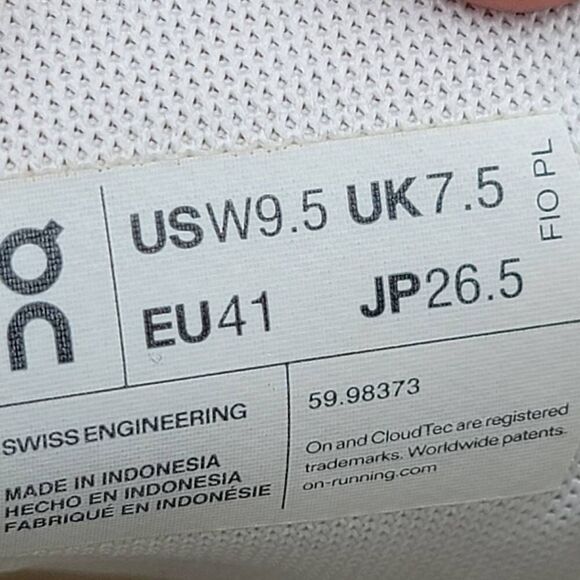 on
USW9.5 UK7.5
EU41 JP26.5
FIO PL
SWISS ENGINEERING
MADE IN INDONESIA
HECHO EN INDONESIA
FABRIQUÉ EN INDONÉSIE
59.98373
On and CloudTec are registered
trademarks. Worldwide patents.
on-running.com